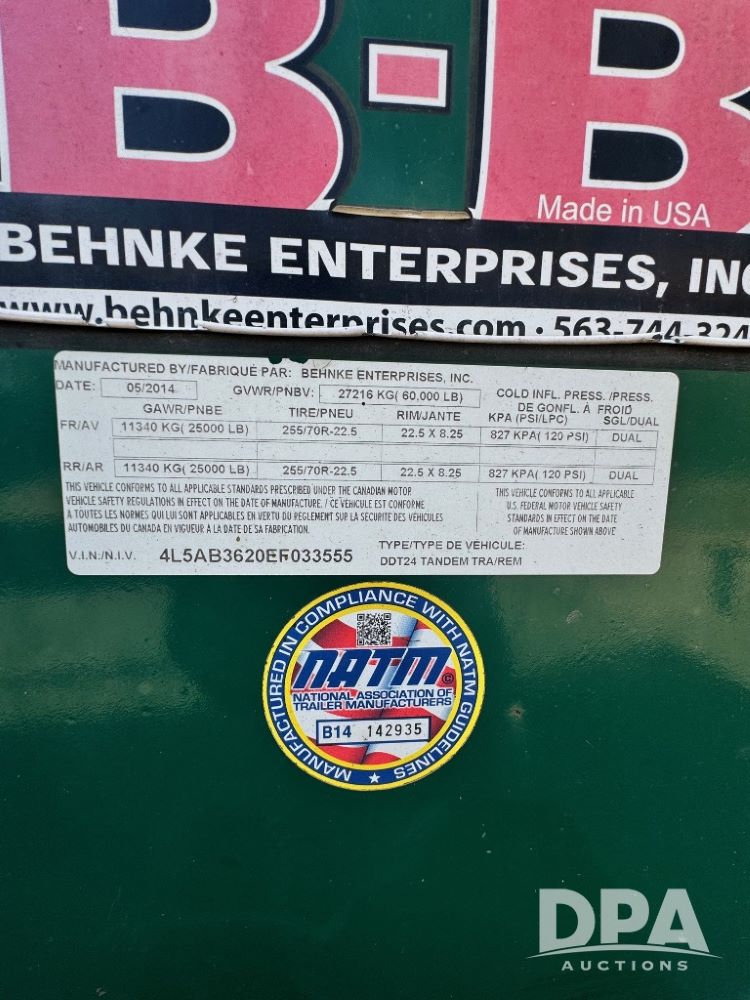 B-B
Made in USA
BEHNKE ENTERPRISES, INC
www.behnkeenterprises.com · 563-744-324
MANUFACTURED BY/FABRIQUÉ PAR: BEHNKE ENTERPRISES, INC.
DATE: 05/2014 GVWR/PNBV: 27216 KG( 60,000 LB) COLD INFL. PRESS. /PRESS.
DE GONFL. À FROID
GAWR/PNBE TIRE/PNEU RIM/JANTE KPA (PSI/LPC) SGL/DUAL
FR/AV 11340 KG( 25000 LB) 255/70R-22.5 22.5 X 8.25 827 KPA( 120 PSI) DUAL
RR/AR 11340 KG( 25000 LB) 255/70R-22.5 22.5 X 8.25 827 KPA( 120 PSI) DUAL
THIS VEHICLE CONFORMS TO ALL APPLICABLE STANDARDS PRESCRIBED UNDER THE CANADIAN MOTOR
VEHICLE SAFETY REGULATIONS IN EFFECT ON THE DATE OF MANUFACTURE. / CE VEHICULE EST CONFORME
A TOUTES LES NORMES QUI LUI SONT APPLICABLES EN VERTU DU REGLEMENT SUR LA SECURITE DES VEHICULES
AUTOMOBILES DU CANADA EN VIGUEUR A LA DATE DE SA FABRICATION.
THIS VEHICLE CONFORMS TO ALL APPLICABLE
U.S. FEDERAL MOTOR VEHICLE SAFETY
STANDARDS IN EFFECT ON THE DATE
OF MANUFACTURE SHOWN ABOVE
V.I.N./N.I.V. 4L5AB3620EF033555
TYPE/TYPE DE VÉHICULE:
DDT24 TANDEM TRA/REM
MANUFACTURED IN COMPLIANCE WITH NATM GUIDELINES
NATM ©
NATIONAL ASSOCIATION OF
TRAILER MANUFACTURERS
B14 142935
DPA
AUCTIONS